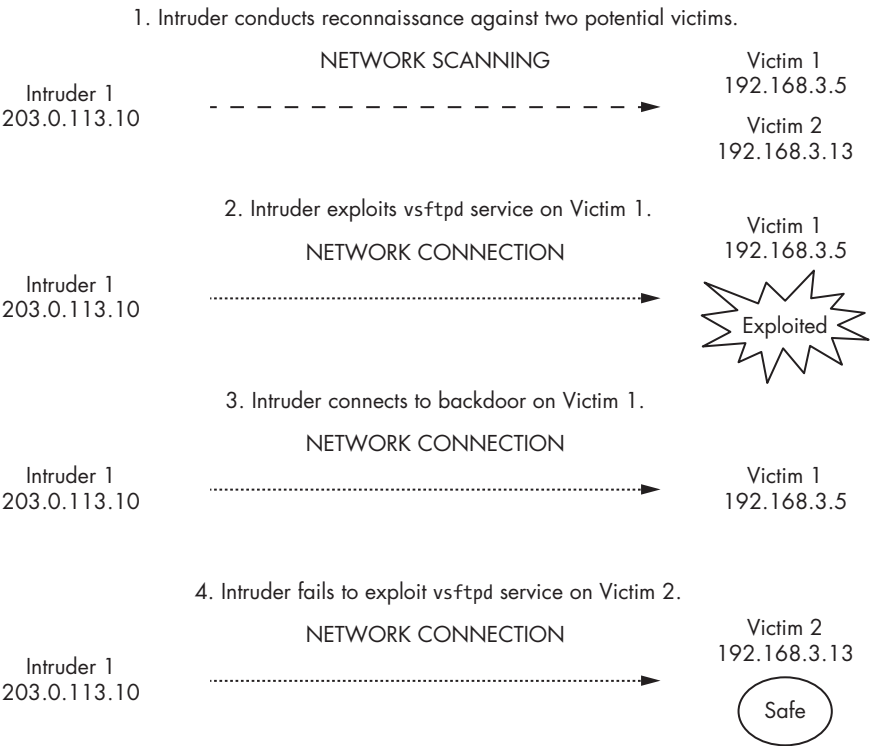 1. Intruder conducts reconnaissance against two potential victims.
NETWORK SCANNING
Intruder 1
203.0.113.10
Victim 1
192.168.3.5
Victim 2
192.168.3.13
2. Intruder exploits vsftpd service on Victim 1.
NETWORK CONNECTION
Intruder 1
203.0.113.10
Victim 1
192.168.3.5
Exploited
3. Intruder connects to backdoor on Victim 1.
NETWORK CONNECTION
Intruder 1
203.0.113.10
Victim 1
192.168.3.5
4. Intruder fails to exploit vsftpd service on Victim 2.
NETWORK CONNECTION
Intruder 1
203.0.113.10
Victim 2
192.168.3.13
Safe